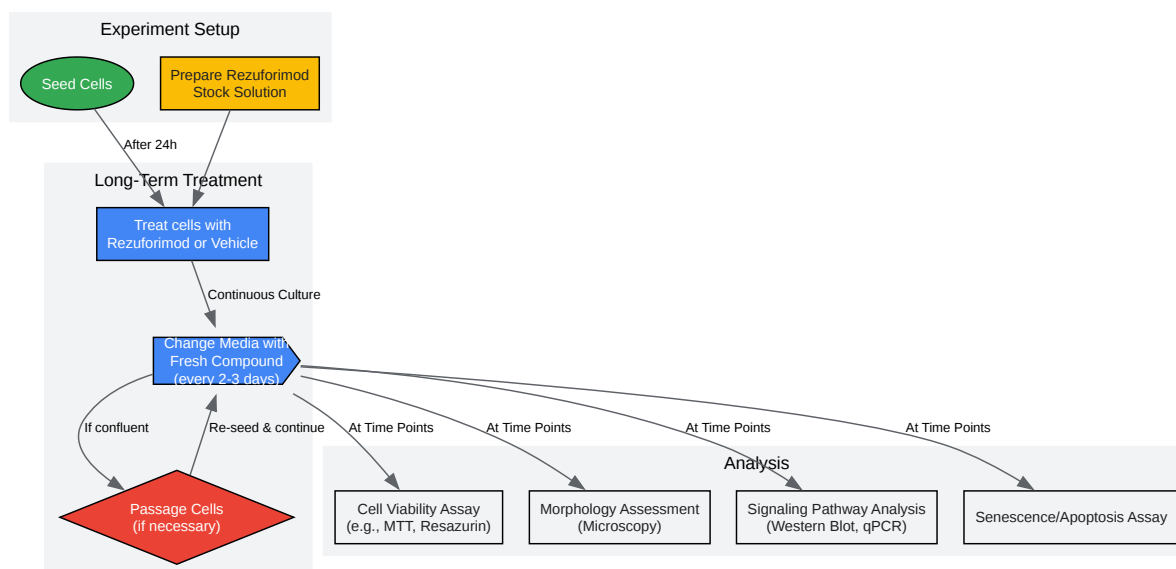 Experiment Setup
Seed Cells
Prepare Rezuforimod
Stock Solution
After 24h
Long-Term Treatment
Treat cells with
Rezuforimod or Vehicle
Continuous Culture
Change Media with
Fresh Compound
(every 2-3 days)
If confluent
Re-seed & continue
At Time Points
At Time Points
At Time Points
At Time Points
Analysis
Passage Cells
(if necessary)
Cell Viability Assay
(e.g., MTT, Resazurin)
Morphology Assessment
(Microscopy)
Signaling Pathway Analysis
(Western Blot, qPCR)
Senescence/Apoptosis Assay